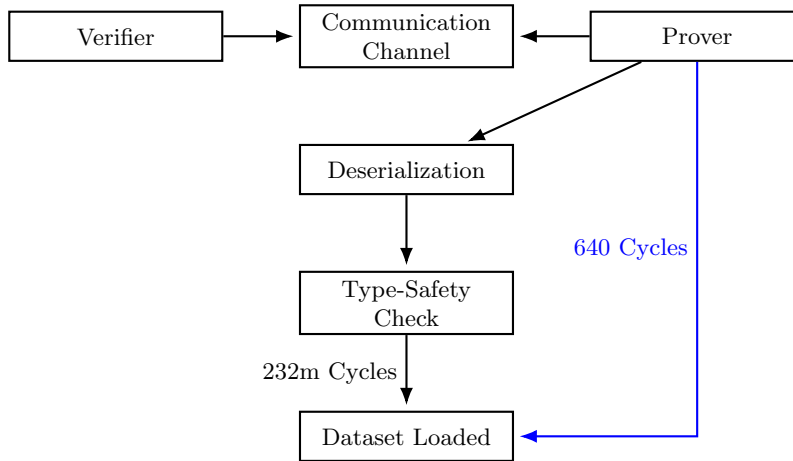 Verifier
Communication
Channel
Prover
Deserialization
640 Cycles
Type-Safety
Check
232m Cycles
Dataset Loaded